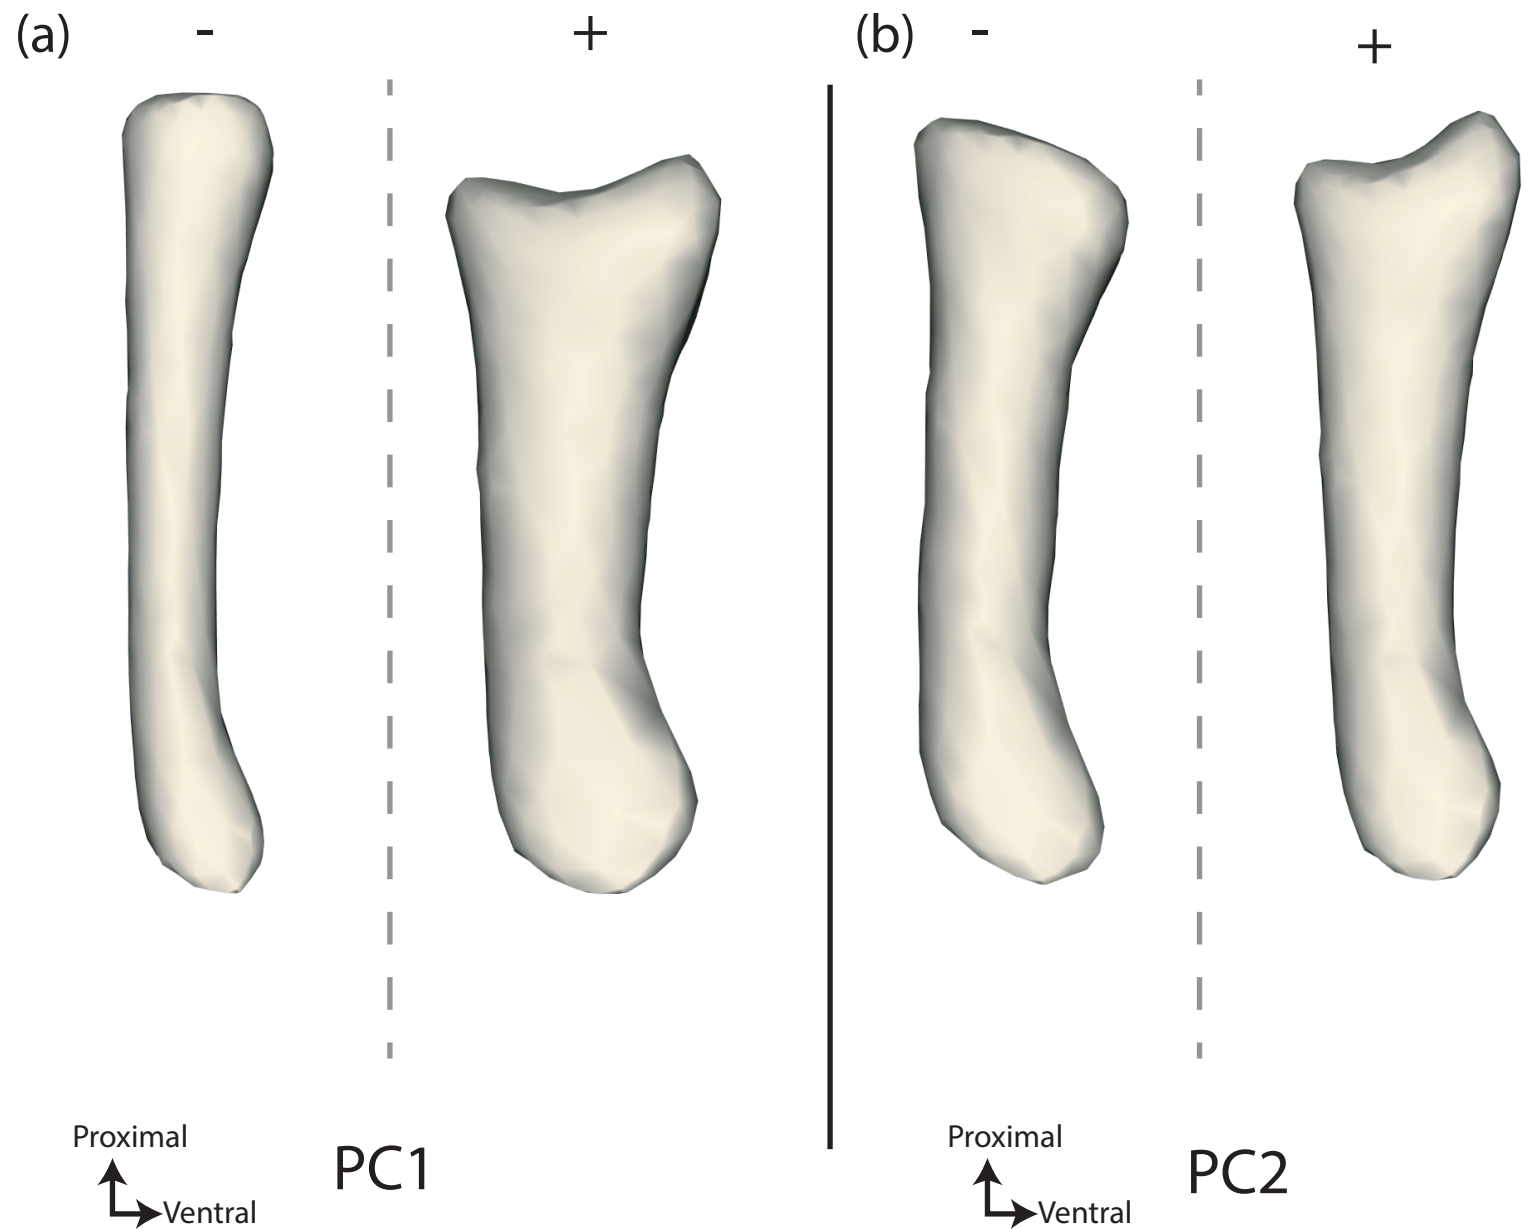 (a) - +
(b) - +
Proximal
Ventral
PC1
Proximal
Ventral
PC2